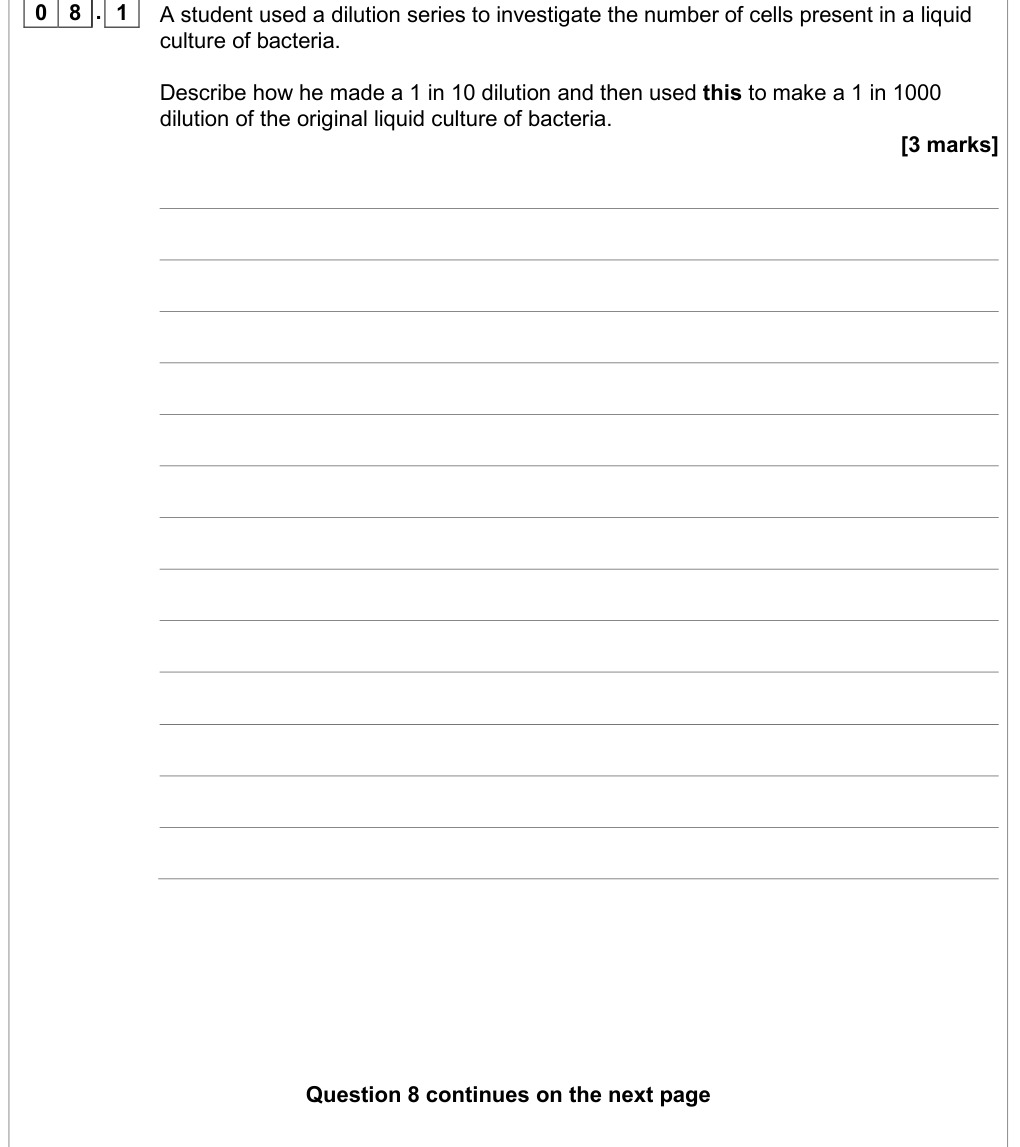 08.1 A student used a dilution series to investigate the number of cells present in a liquid
culture of bacteria.
Describe how he made a 1 in 10 dilution and then used this to make a 1 in 1000
dilution of the original liquid culture of bacteria.
[3 marks]
Question 8 continues on the next page